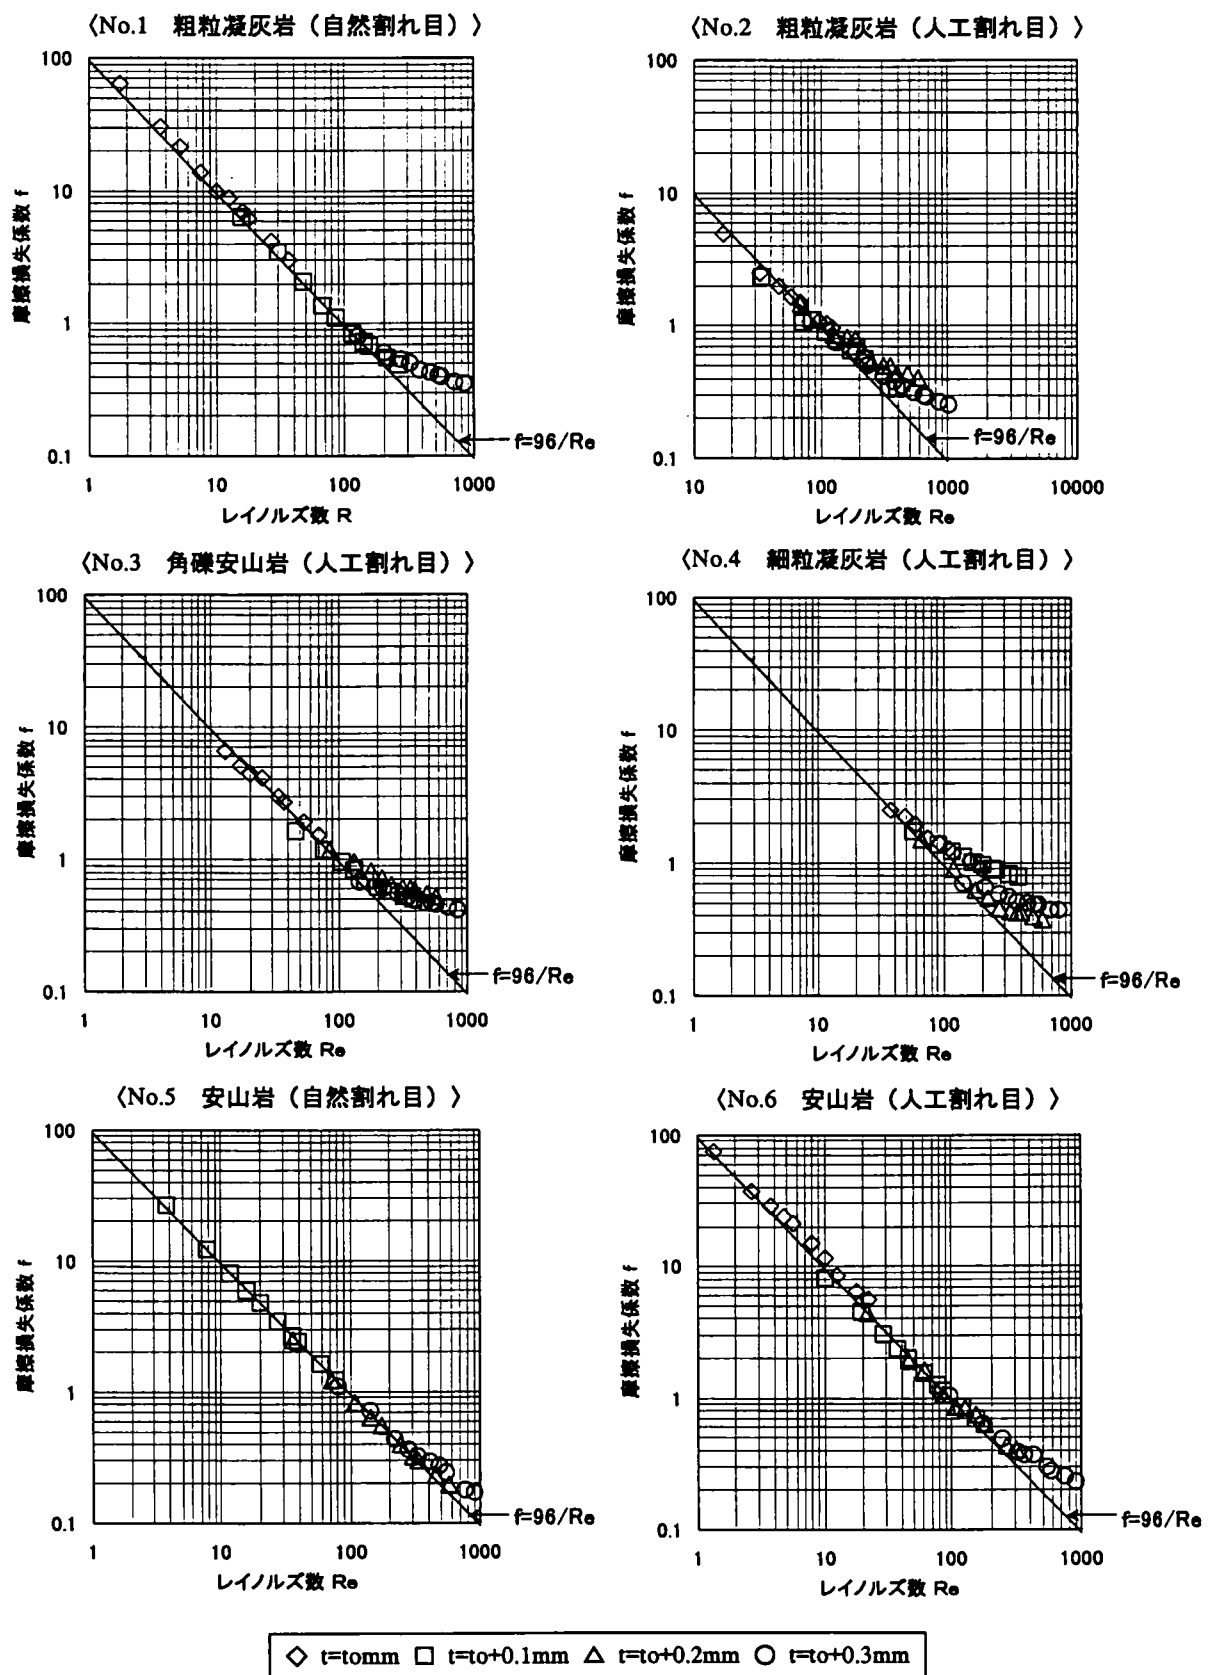 〈No.1 粗粒凝灰岩（自然割れ目）〉
100
10
1
0.1
摩擦損失係数 f
f=96/Re
1 10 100 1000
レイノルズ数 R
〈No.2 粗粒凝灰岩（人工割れ目）〉
100
10
1
0.1
摩擦損失係数 f
f=96/Re
10 100 1000 10000
レイノルズ数 Re
〈No.3 角礫安山岩（人工割れ目）〉
100
10
1
0.1
摩擦損失係数 f
f=96/Re
1 10 100 1000
レイノルズ数 Re
〈No.4 細粒凝灰岩（人工割れ目）〉
100
10
1
0.1
摩擦損失係数 f
f=96/Re
1 10 100 1000
レイノルズ数 Re
〈No.5 安山岩（自然割れ目）〉
100
10
1
0.1
摩擦損失係数 f
f=96/Re
1 10 100 1000
レイノルズ数 Re
〈No.6 安山岩（人工割れ目）〉
100
10
1
0.1
摩擦損失係数 f
f=96/Re
1 10 100 1000
レイノルズ数 Re
◇ t=tomm □ t=to+0.1mm △ t=to+0.2mm ○ t=to+0.3mm